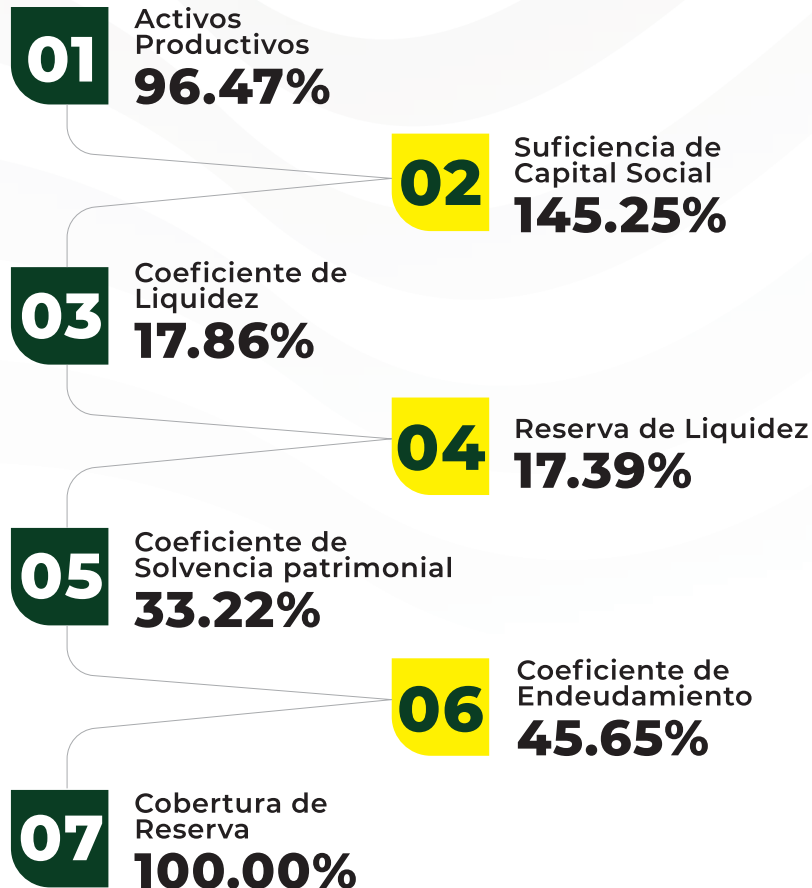 01
Activos
Productivos
96.47%
02
Suficiencia de
Capital Social
145.25%
03
Coeficiente de
Liquidez
17.86%
04
Reserva de Liquidez
17.39%
05
Coeficiente de
Solvencia patrimonial
33.22%
06
Coeficiente de
Endeudamiento
45.65%
07
Cobertura de
Reserva
100.00%